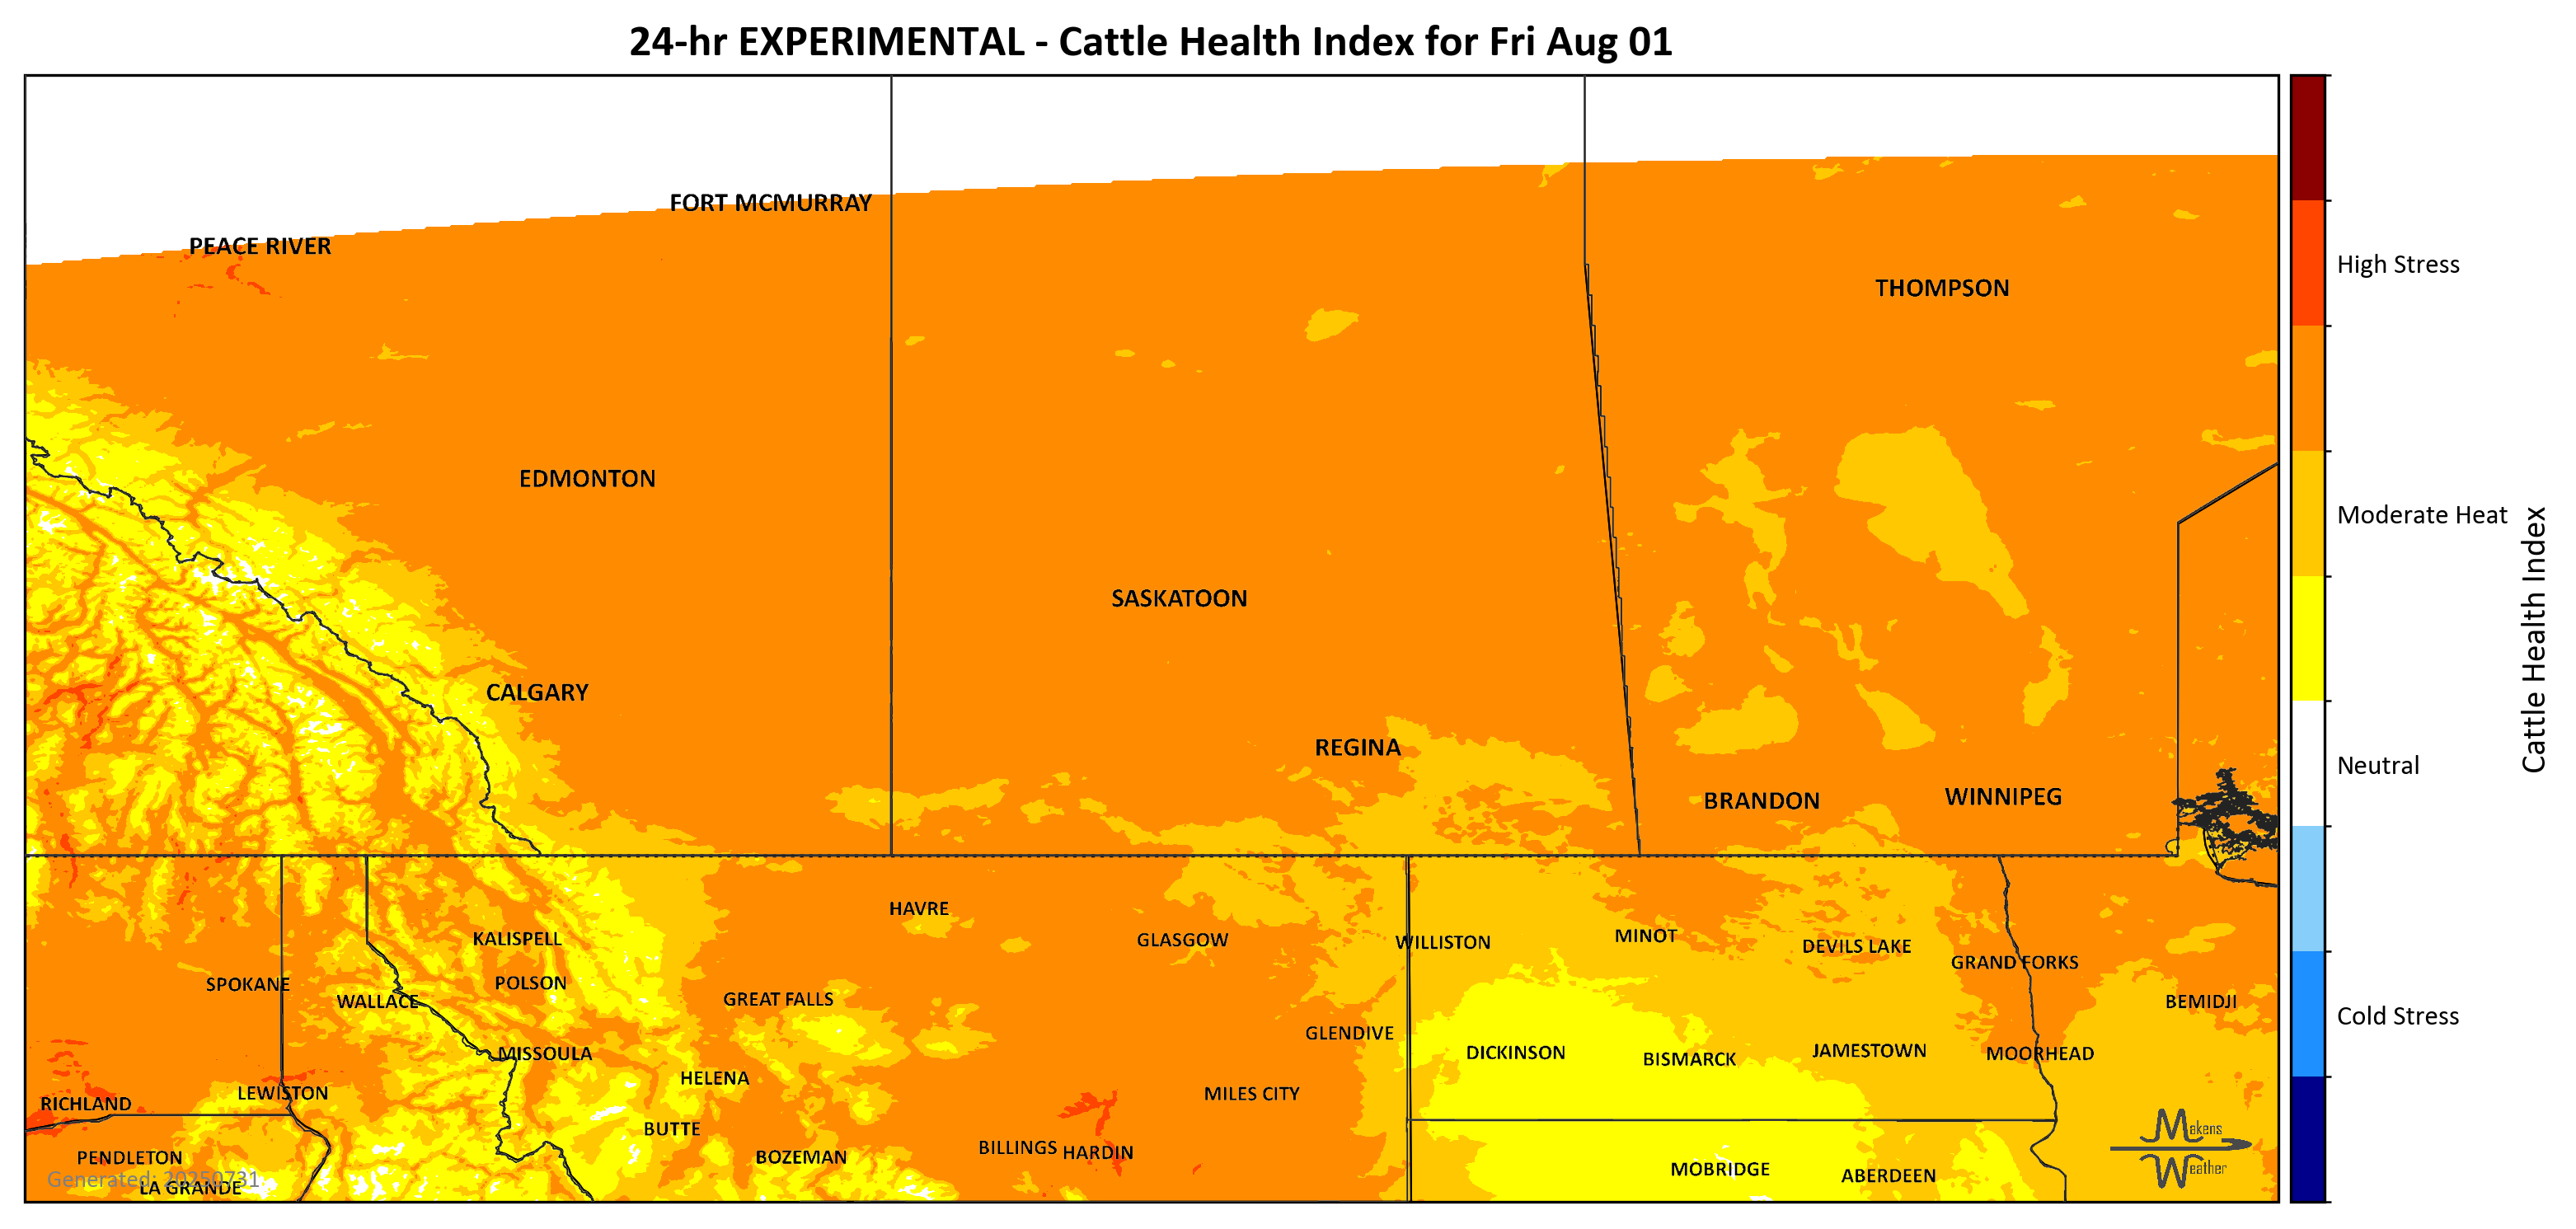 24-hr EXPERIMENTAL - Cattle Health Index for Fri Aug 01
FORT MCMURRAY
PEACE RIVER
THOMPSON
High Stress
EDMONTON
Moderate Heat
SASKATOON
Cattle Health Index
CALGARY
REGINA
Neutral
BRANDON
WINNIPEG
HAVRE
KALISPELL
GLASGOW
WILLISTON
MINOT
DEVILS LAKE
GRAND FORKS
SPOKANE
POLSON
WALLACE
GREAT FALLS
BEMIDJI
Cold Stress
GLENDIVE
MISSOULA
DICKINSON
BISMARCK
JAMESTOWN
MOORHEAD
HELENA
LEWISTON
MILES CITY
RICHLAND
BUTTE
Makens
Weather
BILLINGS
HARDIN
PENDLETON
BOZEMAN
MOBRIDGE
ABERDEEN
Generated: 20250731
LA GRANDE